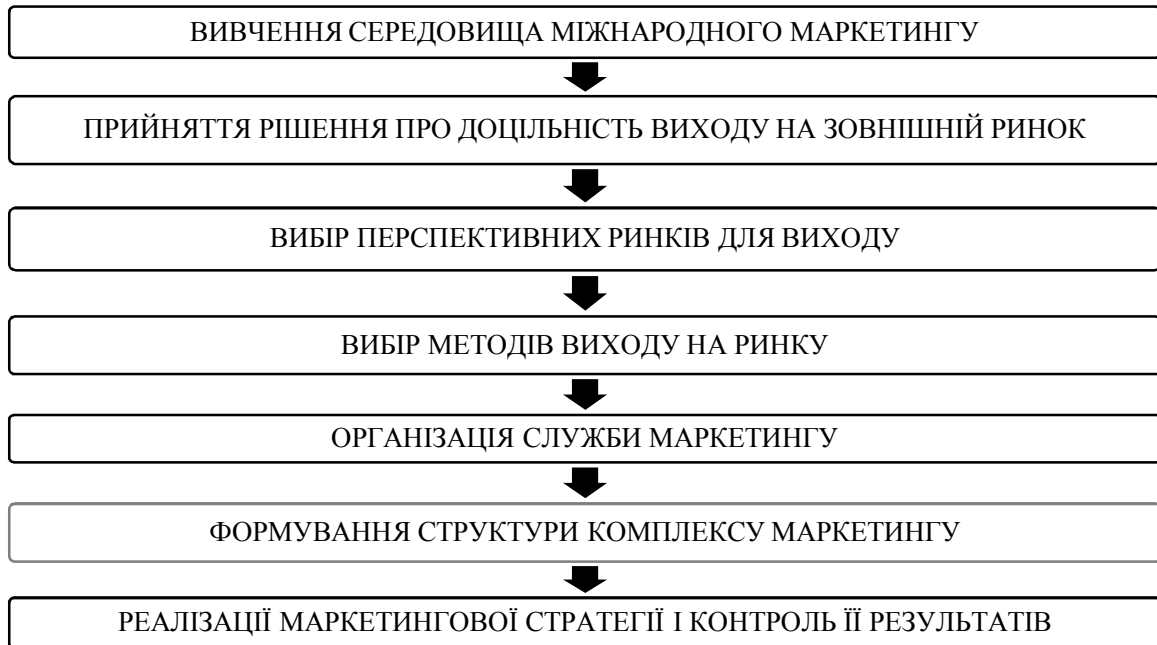 ВИВЧЕННЯ СЕРЕДОВИЩА МІЖНАРОДНОГО МАРКЕТИНГУ
ПРИЙНЯТТЯ РІШЕННЯ ПРО ДОЦІЛЬНІСТЬ ВИХОДУ НА ЗОВНІШНІЙ РИНОК
ВИБІР ПЕРСПЕКТИВНИХ РИНКІВ ДЛЯ ВИХОДУ
ВИБІР МЕТОДІВ ВИХОДУ НА РИНКУ
ОРГАНІЗАЦІЯ СЛУЖБИ МАРКЕТИНГУ
ФОРМУВАННЯ СТРУКТУРИ КОМПЛЕКСУ МАРКЕТИНГУ
РЕАЛІЗАЦІЇ МАРКЕТИНГОВОЇ СТРАТЕГІЇ І КОНТРОЛЬ ЇЇ РЕЗУЛЬТАТІВ